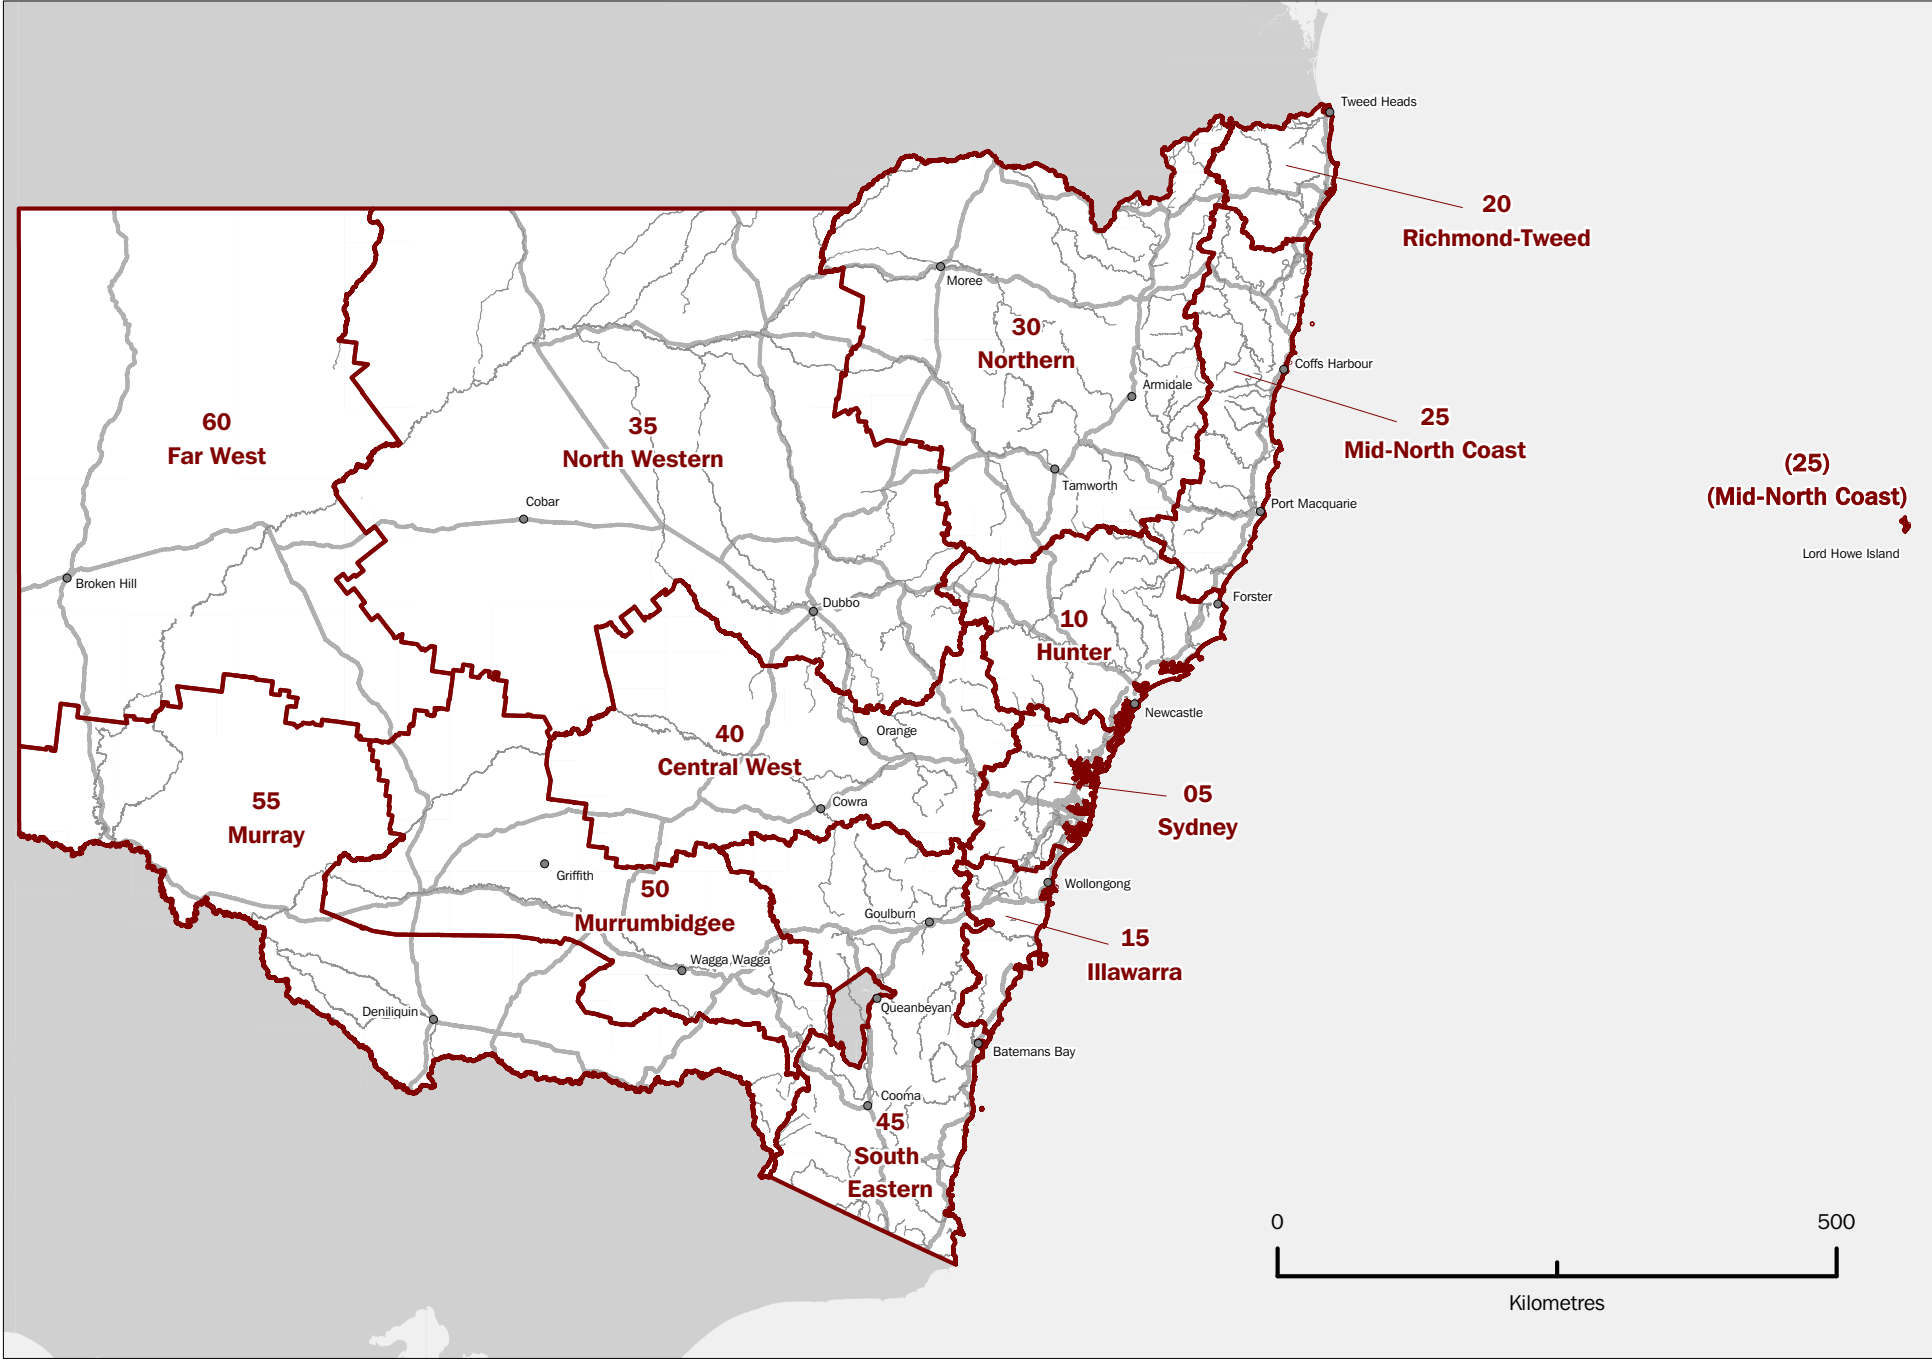 Tweed Heads
20
Richmond-Tweed
Moree
30
Northern
Coffs Harbour
Armidale
25
Mid-North Coast
60
Far West
35
North Western
(25)
(Mid-North Coast)
Tamworth
Cobar
Port Macquarie
Lord Howe Island
Broken Hill
Dubbo
Forster
10
Hunter
Newcastle
Orange
40
Central West
55
Murray
Cowra
05
Sydney
Griffith
50
Murrumbidgee
Wollongong
Goulburn
15
Illawarra
Wagga Wagga
Deniliquin
Queanbeyan
Batemans Bay
Cooma
45
South
Eastern
0
500
Kilometres